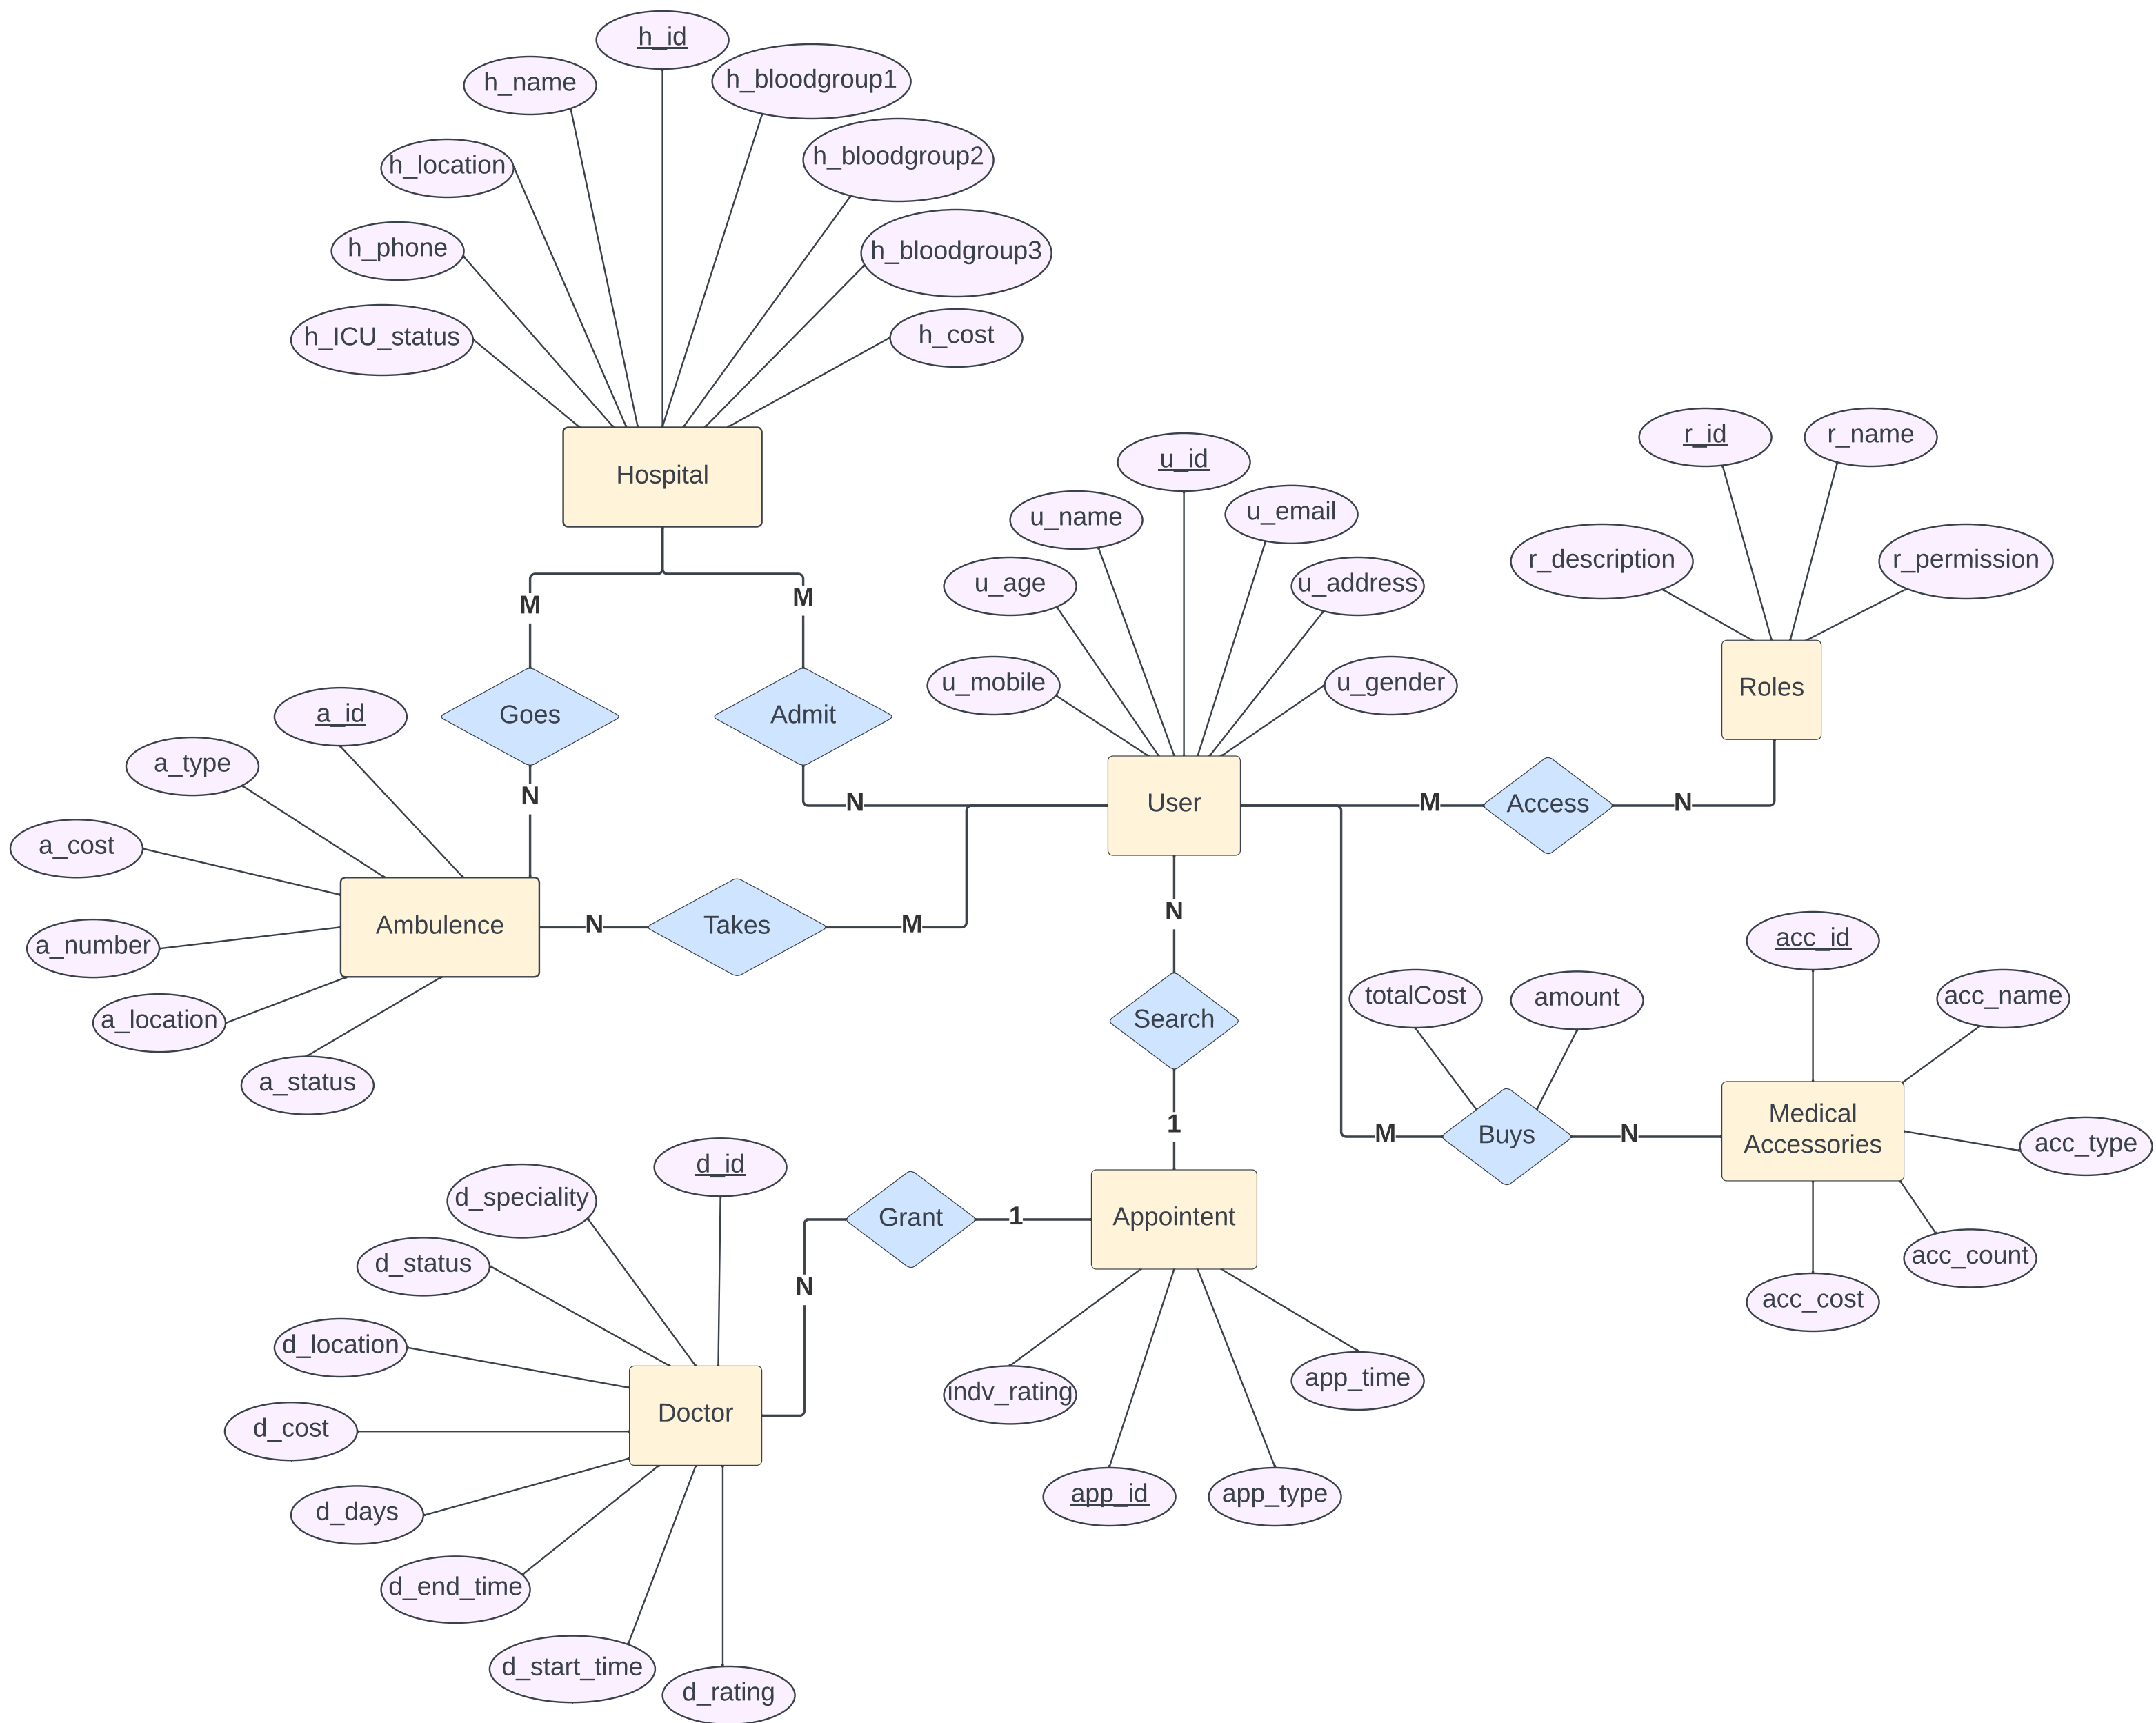 h_id
h_name
h_bloodgroup1
h_location
h_bloodgroup2
h_phone
h_bloodgroup3
h_ICU_status
h_cost
Hospital
r_id
r_name
u_id
u_name
u_email
r_description
r_permission
u_age
u_address
M
M
u_mobile
u_gender
Roles
a_id
Goes
Admit
a_type
N
N
User
M
Access
N
a_cost
Ambulence
N
Takes
M
N
a_number
acc_id
a_location
Search
totalCost
amount
acc_name
a_status
1
M
Buys
N
Medical
Accessories
acc_type
d_id
d_speciality
Grant
1
Appointent
d_status
N
acc_count
acc_cost
d_location
indv_rating
app_time
d_cost
Doctor
d_days
app_id
app_type
d_end_time
d_start_time
d_rating